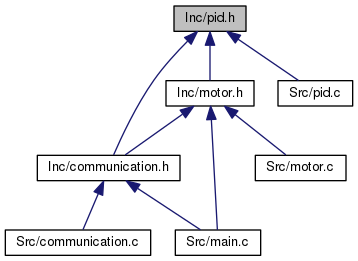 Inc/pid.h
Inc/motor.h
Src/pid.c
Inc/communication.h
Src/motor.c
Src/communication.c
Src/main.c